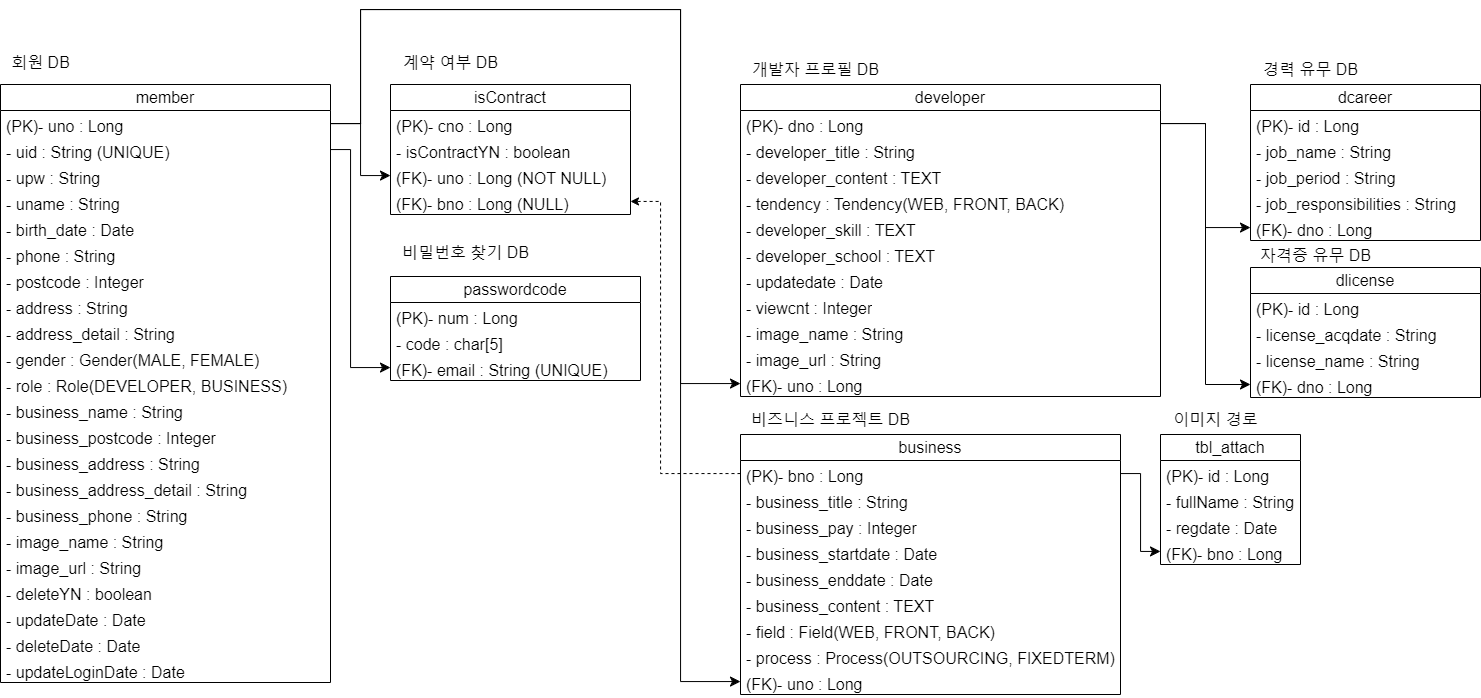 회원 DB
member
(PK)- uno : Long
- uid : String (UNIQUE)
- upw : String
- uname : String
- birth_date : Date
- phone : String
- postcode : Integer
- address : String
- address_detail : String
- gender : Gender(MALE, FEMALE)
- role : Role(DEVELOPER, BUSINESS)
- business_name : String
- business_postcode : Integer
- business_address : String
- business_address_detail : String
- business_phone : String
- image_name : String
- image_url : String
- deleteYN : boolean
- updateDate : Date
- deleteDate : Date
- updateLoginDate : Date
계약 여부 DB
isContract
(PK)- cno : Long
- isContractYN : boolean
(FK)- uno : Long (NOT NULL)
(FK)- bno : Long (NULL)
비밀번호 찾기 DB
passwordcode
(PK)- num : Long
- code : char[5]
(FK)- email : String (UNIQUE)
개발자 프로필 DB
developer
(PK)- dno : Long
- developer_title : String
- developer_content : TEXT
- tendency : Tendency(WEB, FRONT, BACK)
- developer_skill : TEXT
- developer_school : TEXT
- updatedate : Date
- viewcnt : Integer
- image_name : String
- image_url : String
(FK)- uno : Long
비즈니스 프로젝트 DB
business
(PK)- bno : Long
- business_title : String
- business_pay : Integer
- business_startdate : Date
- business_enddate : Date
- business_content : TEXT
- field : Field(WEB, FRONT, BACK)
- process : Process(OUTSOURCING, FIXEDTERM)
(FK)- uno : Long
경력 유무 DB
dcareer
(PK)- id : Long
- job_name : String
- job_period : String
- job_responsibilities : String
(FK)- dno : Long
자격증 유무 DB
dlicense
(PK)- id : Long
- license_acqdate : String
- license_name : String
(FK)- dno : Long
이미지 경로
tbl_attach
(PK)- id : Long
- fullName : String
- regdate : Date
(FK)- bno : Long